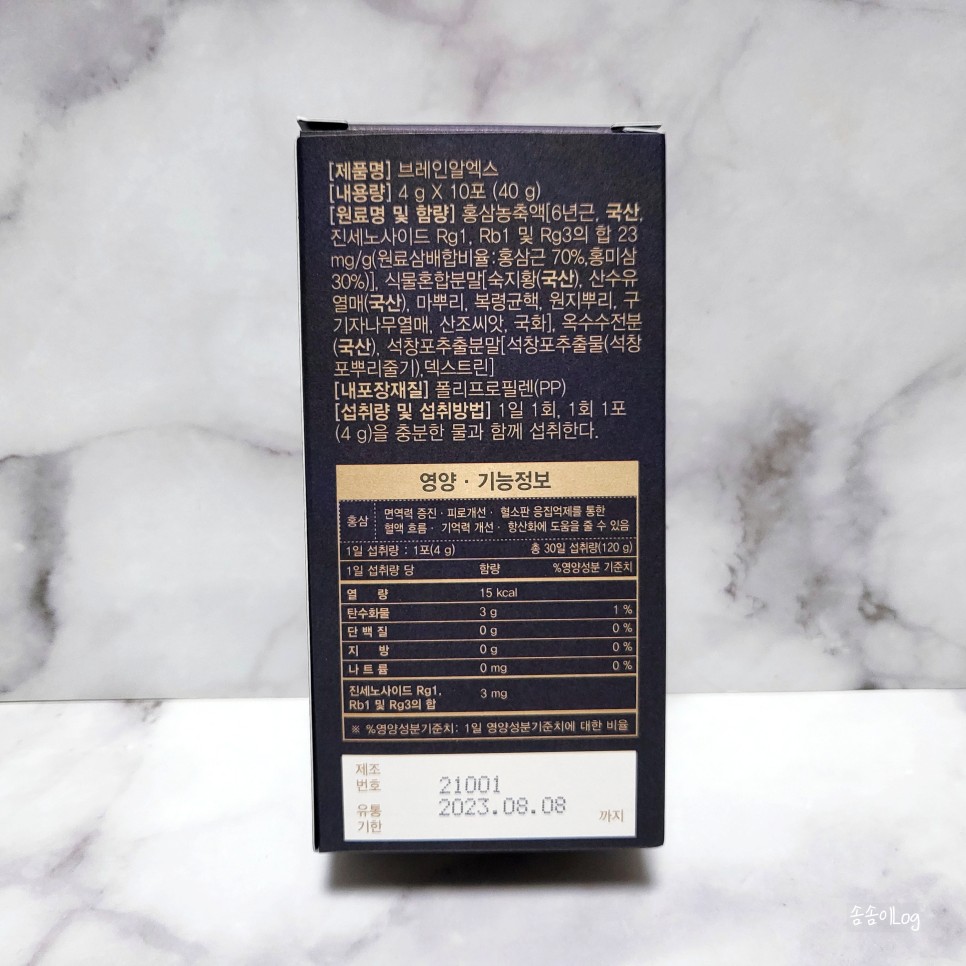 [제품명] 브레인알엑스
[내용량] 4 g X 10포 (40 g)
[원료명 및 함량] 홍삼농축액[6년근, 국산,
진세노사이드 Rg1, Rb1 및 Rg3의 합 23
mg/g(원료삼배합비율:홍삼근 70%,홍미삼
30%)], 식물혼합분말[숙지황(국산), 산수유
열매(국산), 마뿌리, 복령균핵, 원지뿌리, 구
기자나무열매, 산조씨앗, 국화], 옥수수전분
(국산), 석창포추출분말[석창포추출물(석창
포뿌리줄기),덱스트린]
[내포장재질] 폴리프로필렌(PP)
[섭취량 및 섭취방법] 1일 1회, 1회 1포
(4 g)을 충분한 물과 함께 섭취한다.
영양 · 기능정보
홍삼 면역력 증진 · 피로개선 · 혈소판 응집억제를 통한
혈액 흐름 · 기억력 개선 · 항산화에 도움을 줄 수 있음
1일 섭취량 : 1포(4 g) 총 30일 섭취량(120 g)
1일 섭취량 당 함량 %영양성분 기준치
열 량 15 kcal
탄수화물 3 g 1 %
단 백 질 0 g 0 %
지 방 0 g 0 %
나 트 륨 0 mg 0 %
진세노사이드 Rg1, 3 mg
Rb1 및 Rg3의 합
※ %영양성분기준치: 1일 영양성분기준치에 대한 비율
제조
번호 21001
유통 2023.08.08 까지
기한
송송이Log